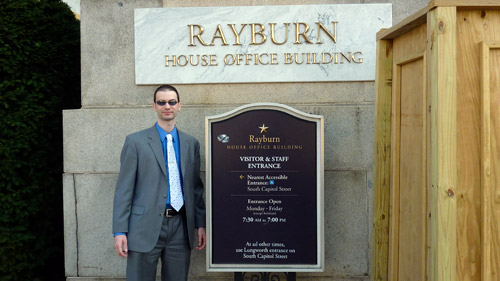 RAYBURN
HOUSE OFFICE BUILDING
Rayburn
HOUSE OFFICE BUILDING
VISITOR & STAFF
ENTRANCE
Nearest Accessible
Entrance:
South Capitol Street
Entrance Open
Monday - Friday
7:30 AM to 7:00 PM
At all other times,
use Longworth entrance on
South Capitol Street